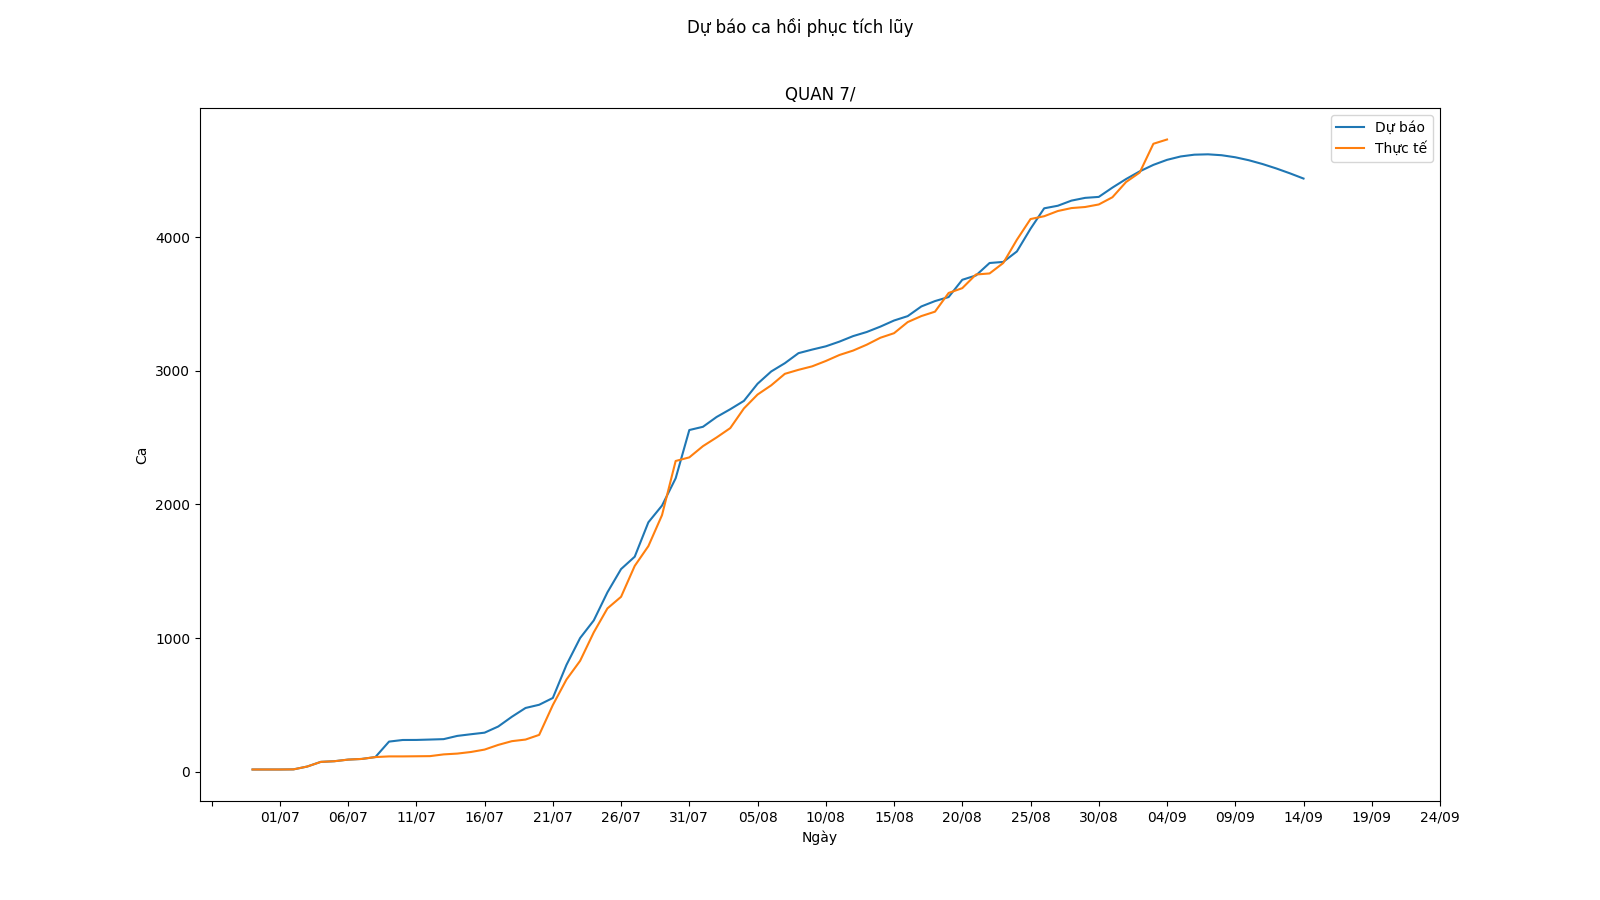 Dự báo ca hồi phục tích lũy
QUAN 7/
Dự báo
Thực tế
4000
3000
2000
1000
0
Ca
01/07 06/07 11/07 16/07 21/07 26/07 31/07 05/08 10/08 15/08 20/08 25/08 30/08 04/09 09/09 14/09 19/09 24/09
Ngày